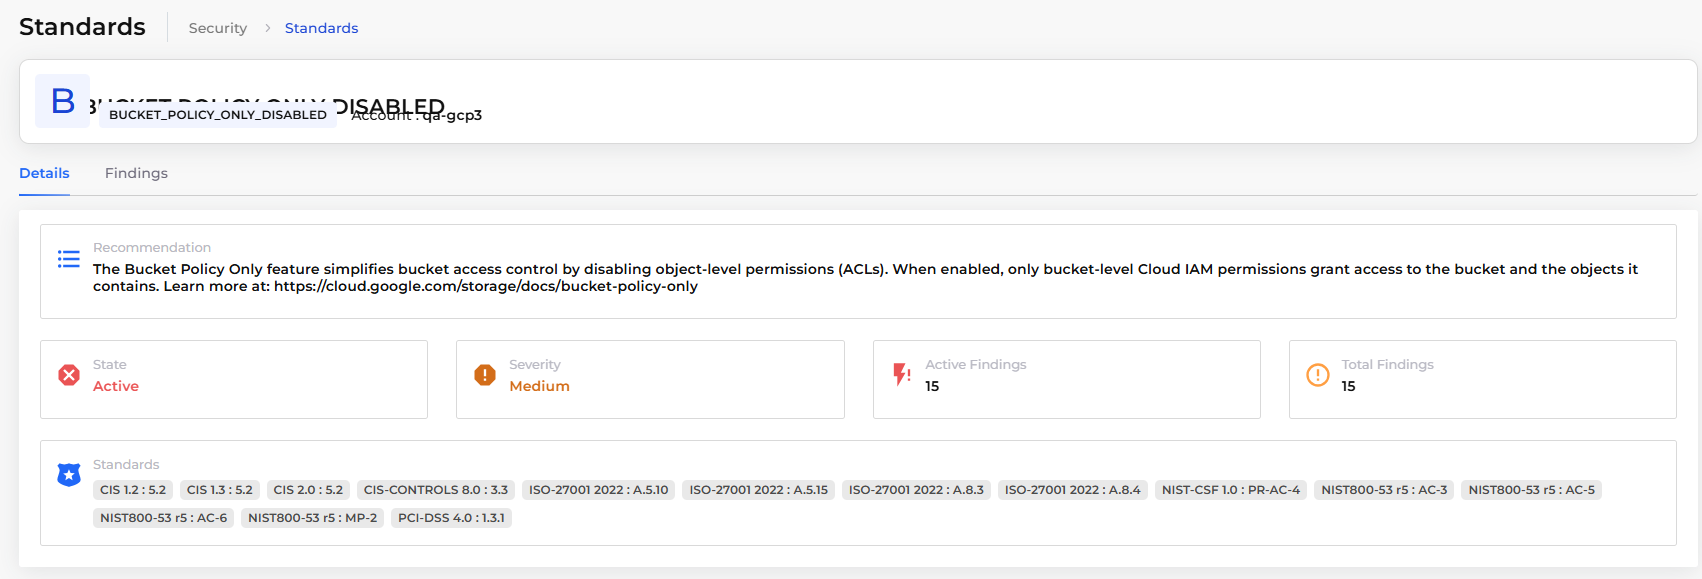 Standards Security > Standards
B BUCKET_POLICY_ONLY_DISABLED
BUCKET_POLICY_ONLY_DISABLED Account : qa-gcp3
Details Findings
Recommendation
The Bucket Policy Only feature simplifies bucket access control by disabling object-level permissions (ACLs). When enabled, only bucket-level Cloud IAM permissions grant access to the bucket and the objects it
contains. Learn more at: https://cloud.google.com/storage/docs/bucket-policy-only
State Severity Active Findings Total Findings
Active Medium 15 15
Standards
CIS 1.2 : 5.2 CIS 1.3 : 5.2 CIS 2.0 : 5.2 CIS-CONTROLS 8.0 : 3.3 ISO-27001 2022 : A.5.10 ISO-27001 2022 : A.5.15 ISO-27001 2022 : A.8.3 ISO-27001 2022 : A.8.4 NIST-CSF 1.0 : PR-AC-4 NIST800-53 r5 : AC-3 NIST800-53 r5 : AC-5
NIST800-53 r5 : AC-6 NIST800-53 r5 : MP-2 PCI-DSS 4.0 : 1.3.1